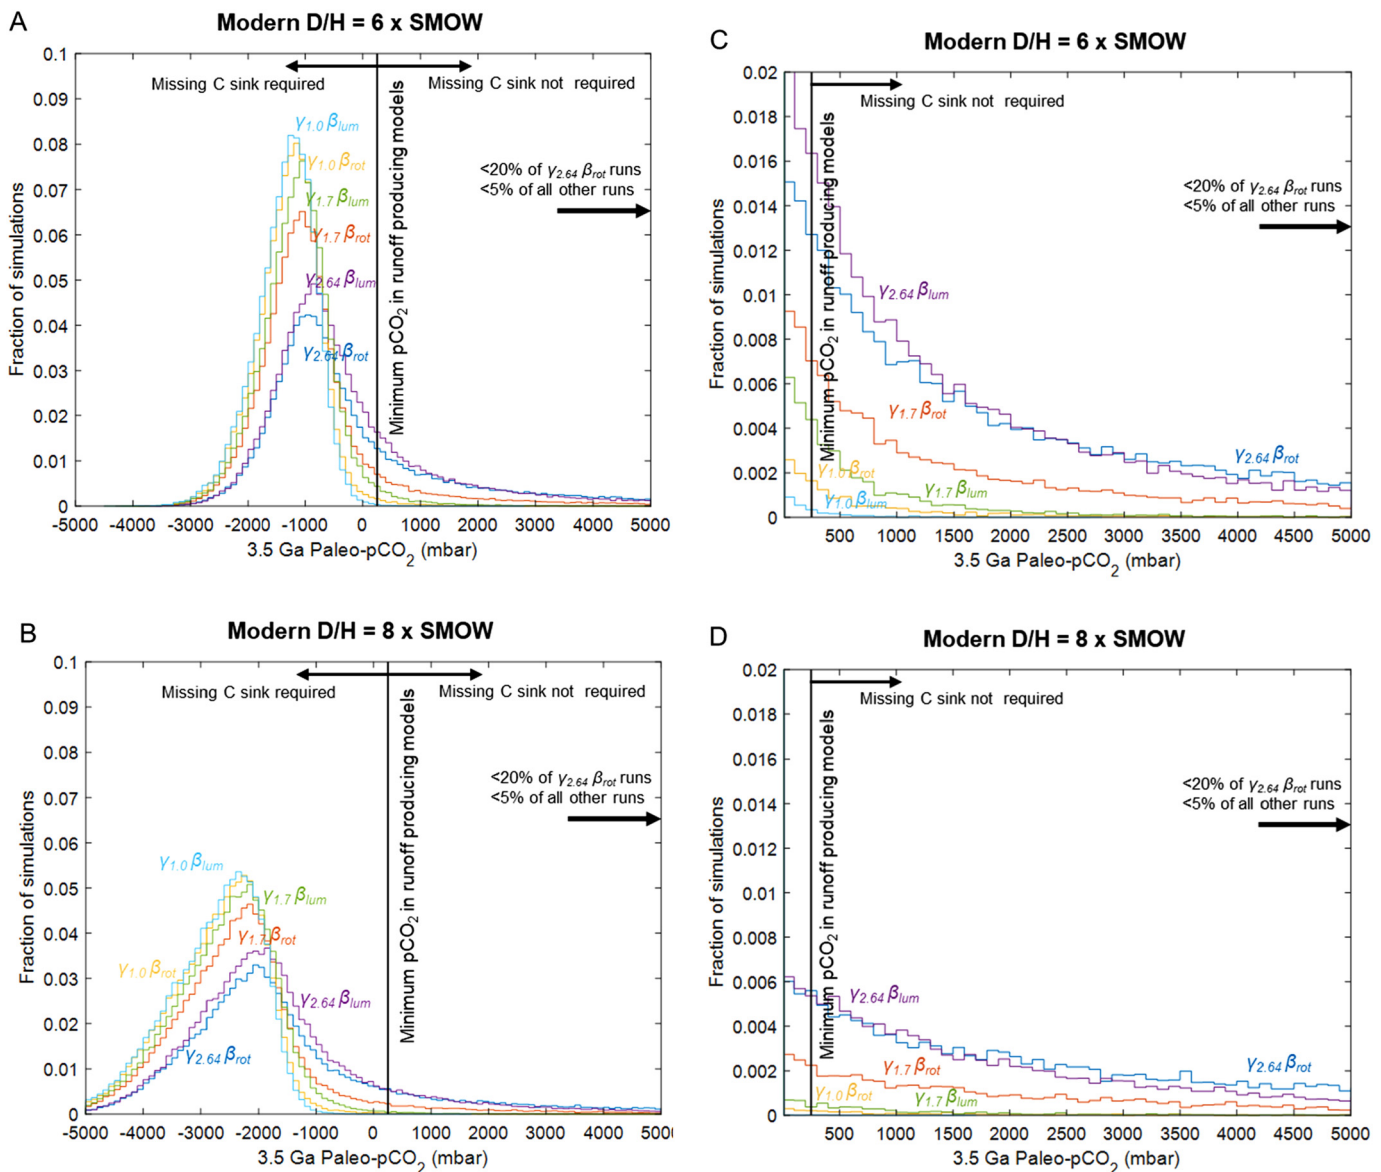 A
Modern D/H = 6 x SMOW
0.1
0.09
0.08
0.07
0.06
0.05
0.04
0.03
0.02
0.01
0
Fraction of simulations
Missing C sink required
Missing C sink not required
γ1.0 βlum
γ1.0 βrot
γ1.7 βlum
γ1.7 βrot
γ2.64 βlum
γ2.64 βrot
Minimum pCO2 in runoff producing models
<20% of γ2.64 βrot runs
<5% of all other runs
-5000 -4000 -3000 -2000 -1000 0 1000 2000 3000 4000 5000
3.5 Ga Paleo-pCO2 (mbar)
C
Modern D/H = 6 x SMOW
0.02
0.018
0.016
0.014
0.012
0.01
0.008
0.006
0.004
0.002
0
Fraction of simulations
Missing C sink not required
Minimum pCO2 in runoff producing models
<20% of γ2.64 βrot runs
<5% of all other runs
γ2.64 βlum
γ1.7 βrot
γ2.64 βrot
γ1.0 βrot
γ1.7 βlum
γ1.0 βlum
500 1000 1500 2000 2500 3000 3500 4000 4500 5000
3.5 Ga Paleo-pCO2 (mbar)
B
Modern D/H = 8 x SMOW
0.1
0.09
0.08
0.07
0.06
0.05
0.04
0.03
0.02
0.01
0
Fraction of simulations
Missing C sink required
Missing C sink not required
Minimum pCO2 in runoff producing models
<20% of γ2.64 βrot runs
<5% of all other runs
γ1.0 βlum
γ1.7 βlum
γ1.7 βrot
γ1.0 βrot
γ2.64 βlum
γ2.64 βrot
-5000 -4000 -3000 -2000 -1000 0 1000 2000 3000 4000 5000
3.5 Ga Paleo-pCO2 (mbar)
D
Modern D/H = 8 x SMOW
0.02
0.018
0.016
0.014
0.012
0.01
0.008
0.006
0.004
0.002
0
Fraction of simulations
Missing C sink not required
Minimum pCO2 in runoff producing models
<20% of γ2.64 βrot runs
<5% of all other runs
γ2.64 βlum
γ1.7 βrot
γ2.64 βrot
γ1.0 βrot
γ1.7 βlum
500 1000 1500 2000 2500 3000 3500 4000 4500 5000
3.5 Ga Paleo-pCO2 (mbar)